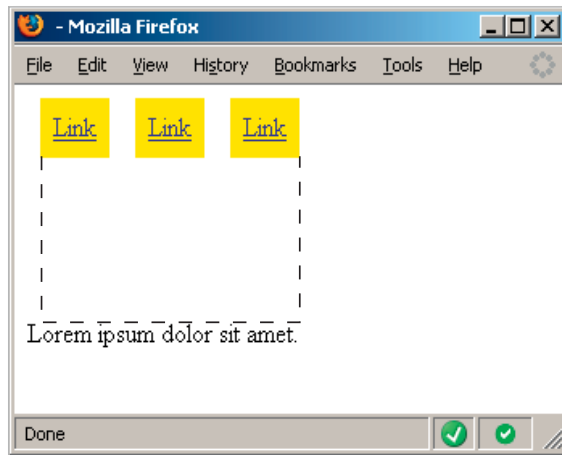 - Mozilla Firefox
File Edit View History Bookmarks Tools Help
Link Link Link
Lorem ipsum dolor sit amet.
Done